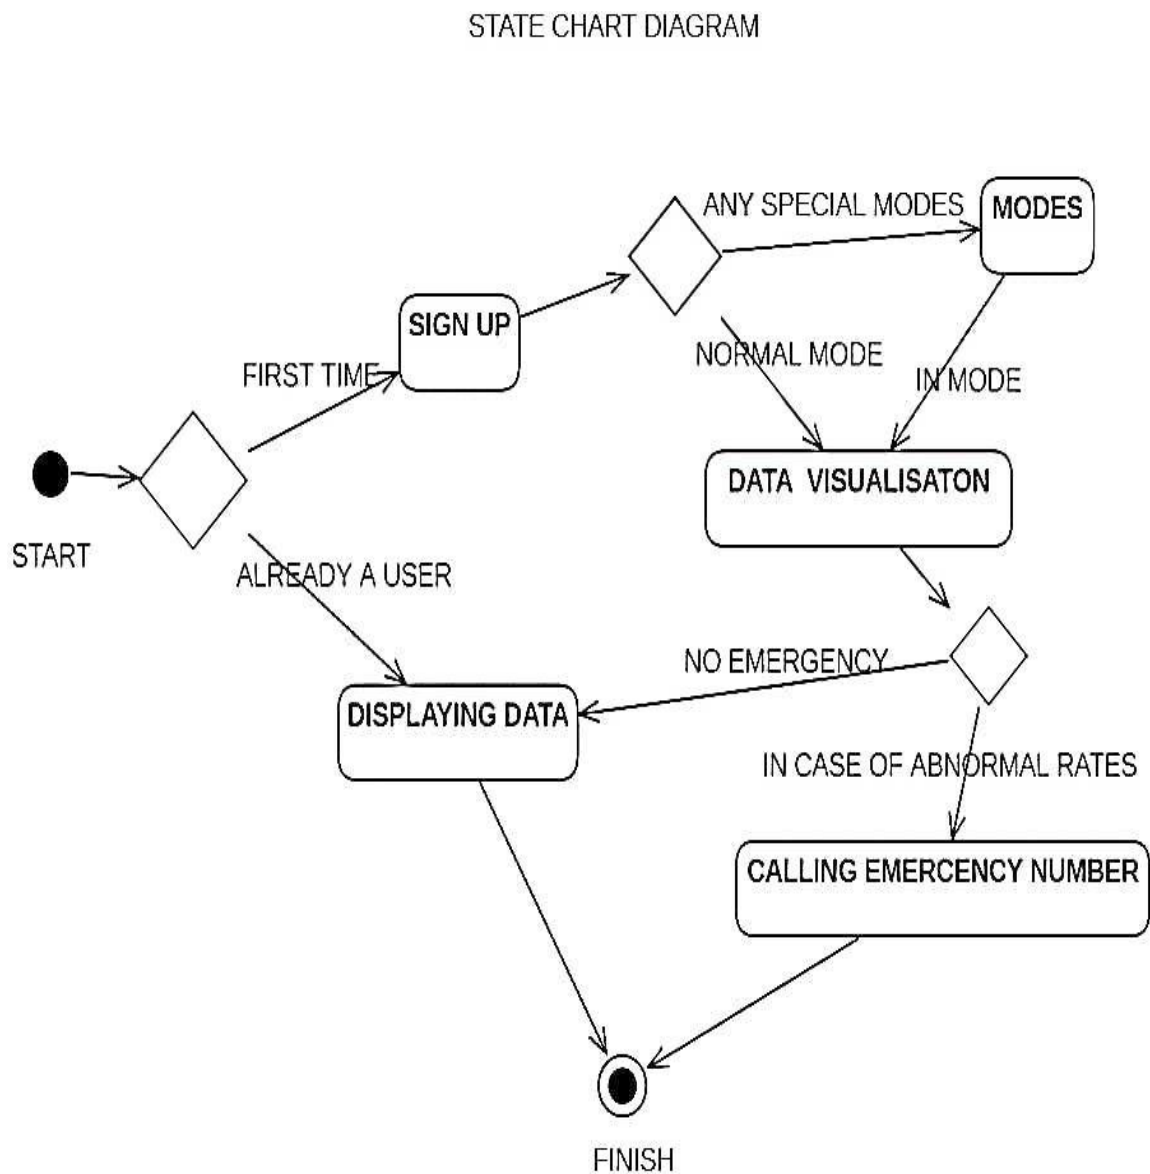 STATE CHART DIAGRAM
ANY SPECIAL MODES
MODES
SIGN UP
NORMAL MODE
IN MODE
FIRST TIME
DATA VISUALISATON
START
ALREADY A USER
NO EMERGENCY
DISPLAYING DATA
IN CASE OF ABNORMAL RATES
CALLING EMERCENCY NUMBER
FINISH